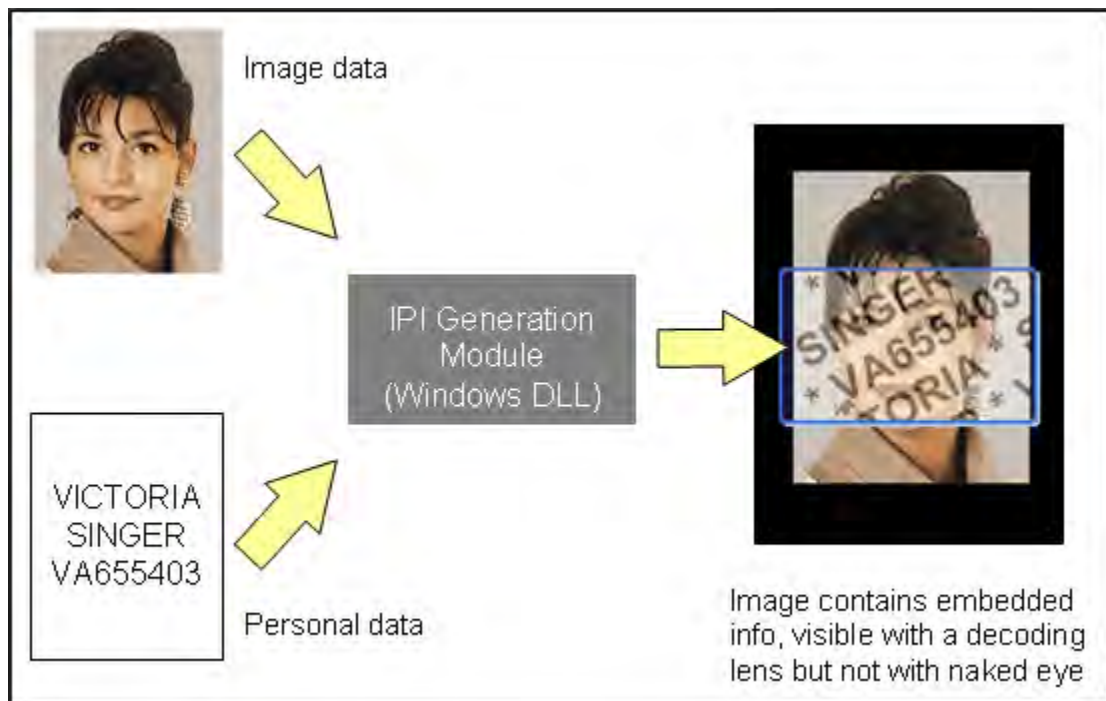 Image data
IPI Generation
Module
(Windows DLL)
VICTORIA
SINGER
VA655403
Personal data
* V
SINGER
* VA655403
* TORIA * V
Image contains embedded
info, visible with a decoding
lens but not with naked eye